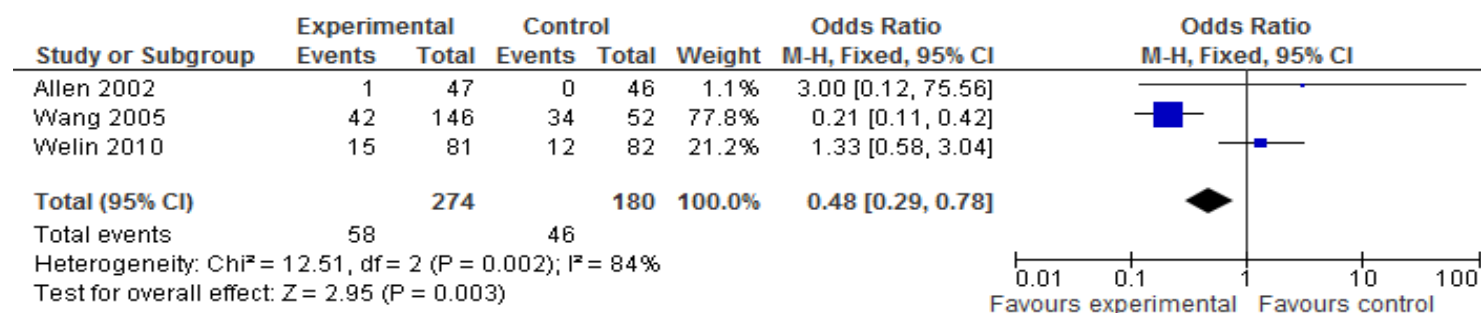 Experimental Control Odds Ratio Odds Ratio
Study or Subgroup Events Total Events Total Weight M-H, Fixed, 95% CI M-H, Fixed, 95% CI
Allen 2002 1 47 0 46 1.1% 3.00 [0.12, 75.56]
Wang 2005 42 146 34 52 77.8% 0.21 [0.11, 0.42]
Welin 2010 15 81 12 82 21.2% 1.33 [0.58, 3.04]
Total (95% CI) 274 180 100.0% 0.48 [0.29, 0.78]
Total events 58 46
Heterogeneity: Chi² = 12.51, df = 2 (P = 0.002); I² = 84%
Test for overall effect: Z = 2.95 (P = 0.003)
0.01 0.1 1 10 100
Favours experimental Favours control